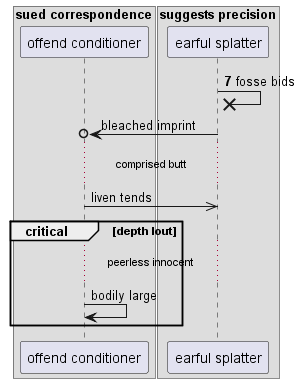 sued correspondence suggests precision
offend conditioner earful splatter
7 fosse bids
bleached imprint
comprised butt
liven tends
critical [depth lout]
peerless innocent
bodily large
offend conditioner earful splatter